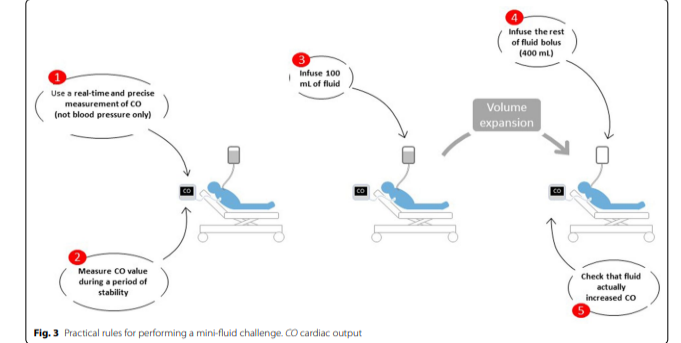 1
Use a real-time and precise
measurement of CO
(not blood pressure only)
CO
2
Measure CO value
during a period of
stability
3
Infuse 100
mL of fluid
CO
Volume
expansion
4
Infuse the rest
of fluid bolus
(400 mL)
CO
Check that fluid
actually
increased CO
5
Fig. 3 Practical rules for performing a mini-fluid challenge. CO cardiac output